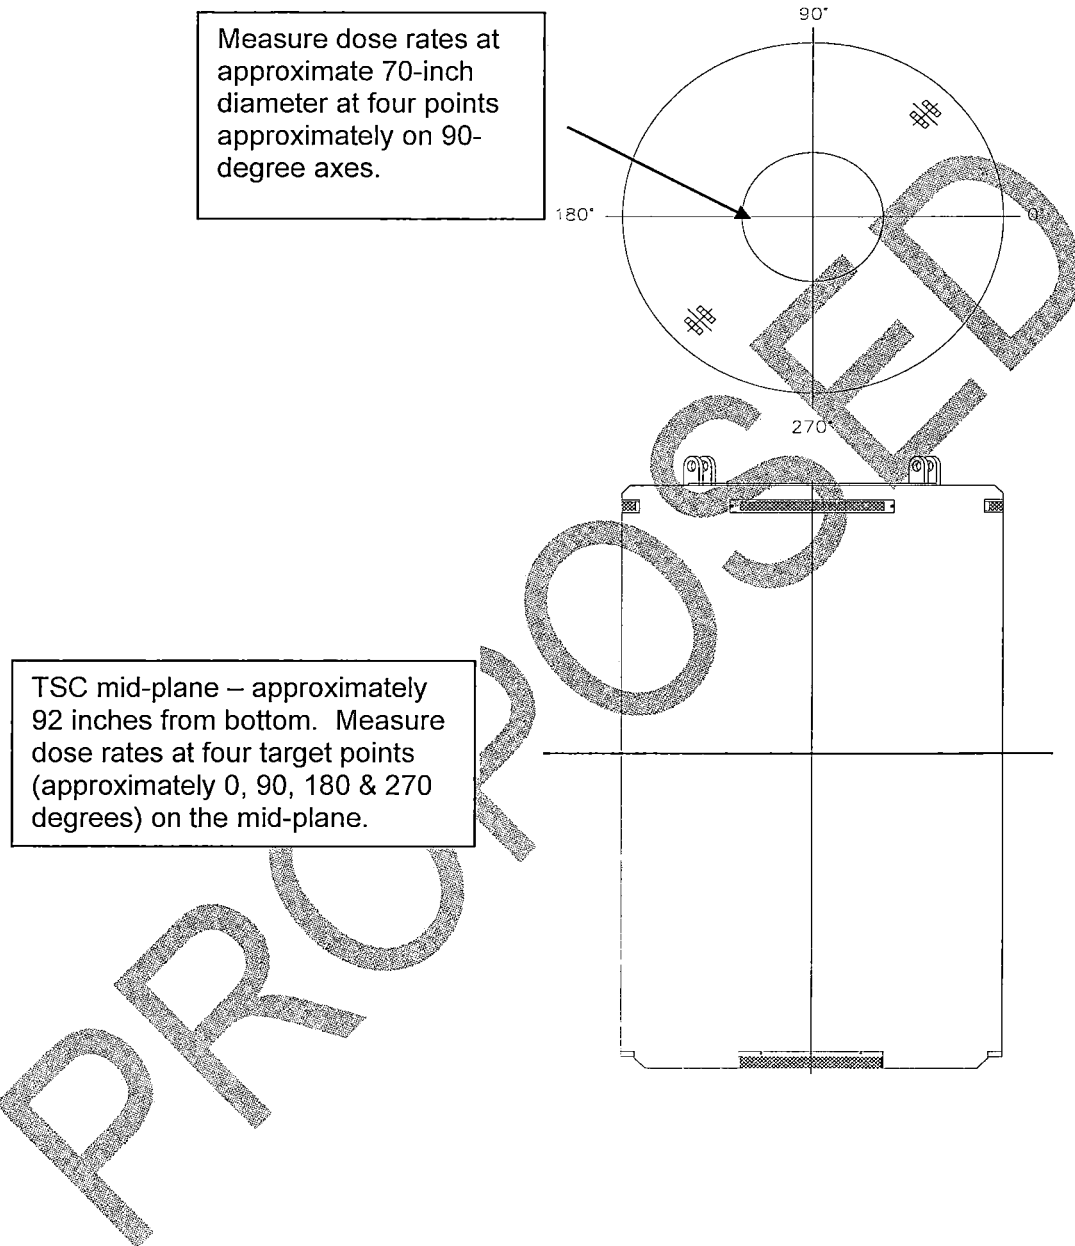 Measure dose rates at
approximate 70-inch
diameter at four points
approximately on 90-
degree axes.
90°
180°
0°
270°
TSC mid-plane – approximately
92 inches from bottom.  Measure
dose rates at four target points
(approximately 0, 90, 180 & 270
degrees) on the mid-plane.
PROPOSED